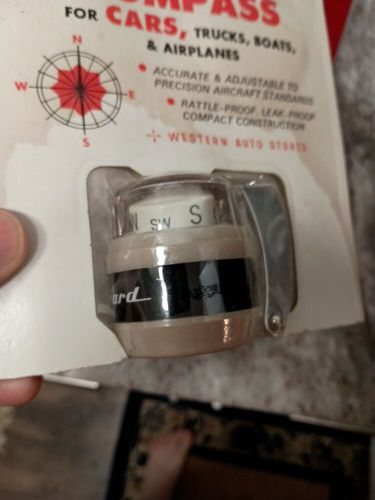 FOR CARS, TRUCKS, BOATS,
& AIRPLANES
N
W E
S
• ACCURATE & ADJUSTABLE TO
PRECISION AIRCRAFT STANDARDS
• RATTLE-PROOF, LEAK-PROOF
COMPACT CONSTRUCTION
WESTERN AUTO STORES
SW S